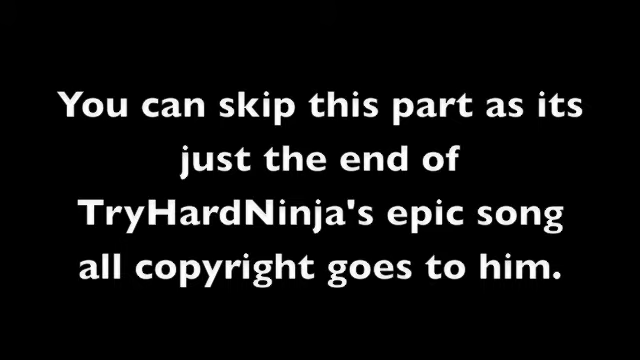 You can skip this part as its
just the end of
TryHardNinja's epic song
all copyright goes to him.